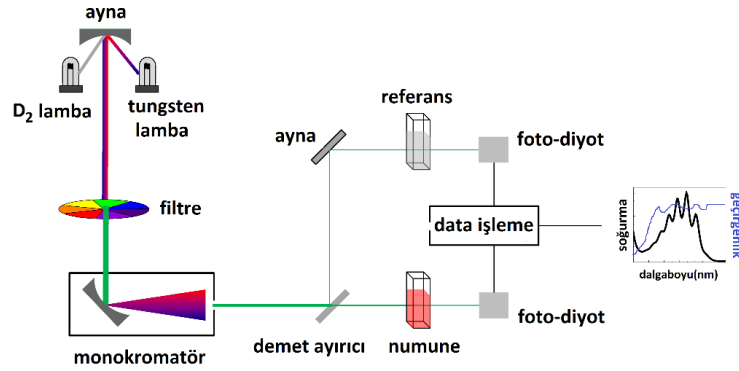 ayna
D2 lamba
tungsten
lamba
filtre
monokromatör
referans
ayna
foto-diyot
data işleme
demet ayırıcı
numune
foto-diyot
soğurma
geçirgenlik
dalgaboyu(nm)